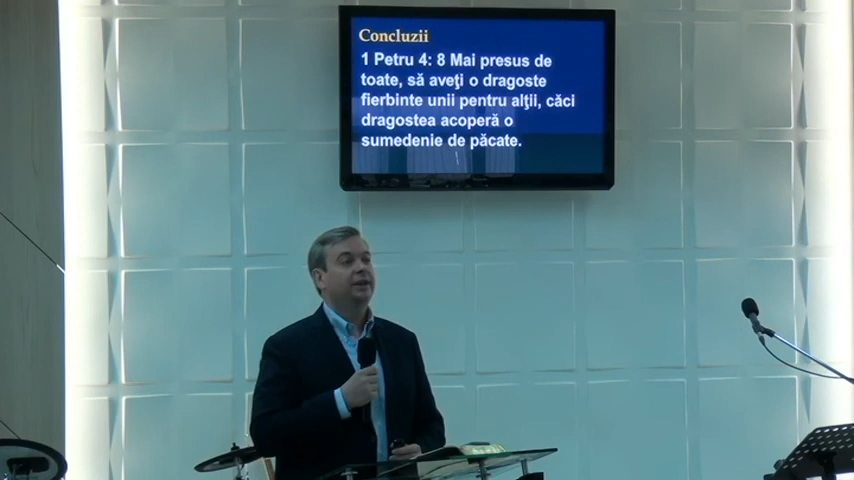 Concluzii
1 Petru 4: 8 Mai presus de
toate, să aveţi o dragoste
fierbinte unii pentru alţii, căci
dragostea acoperă o
sumedenie de păcate.